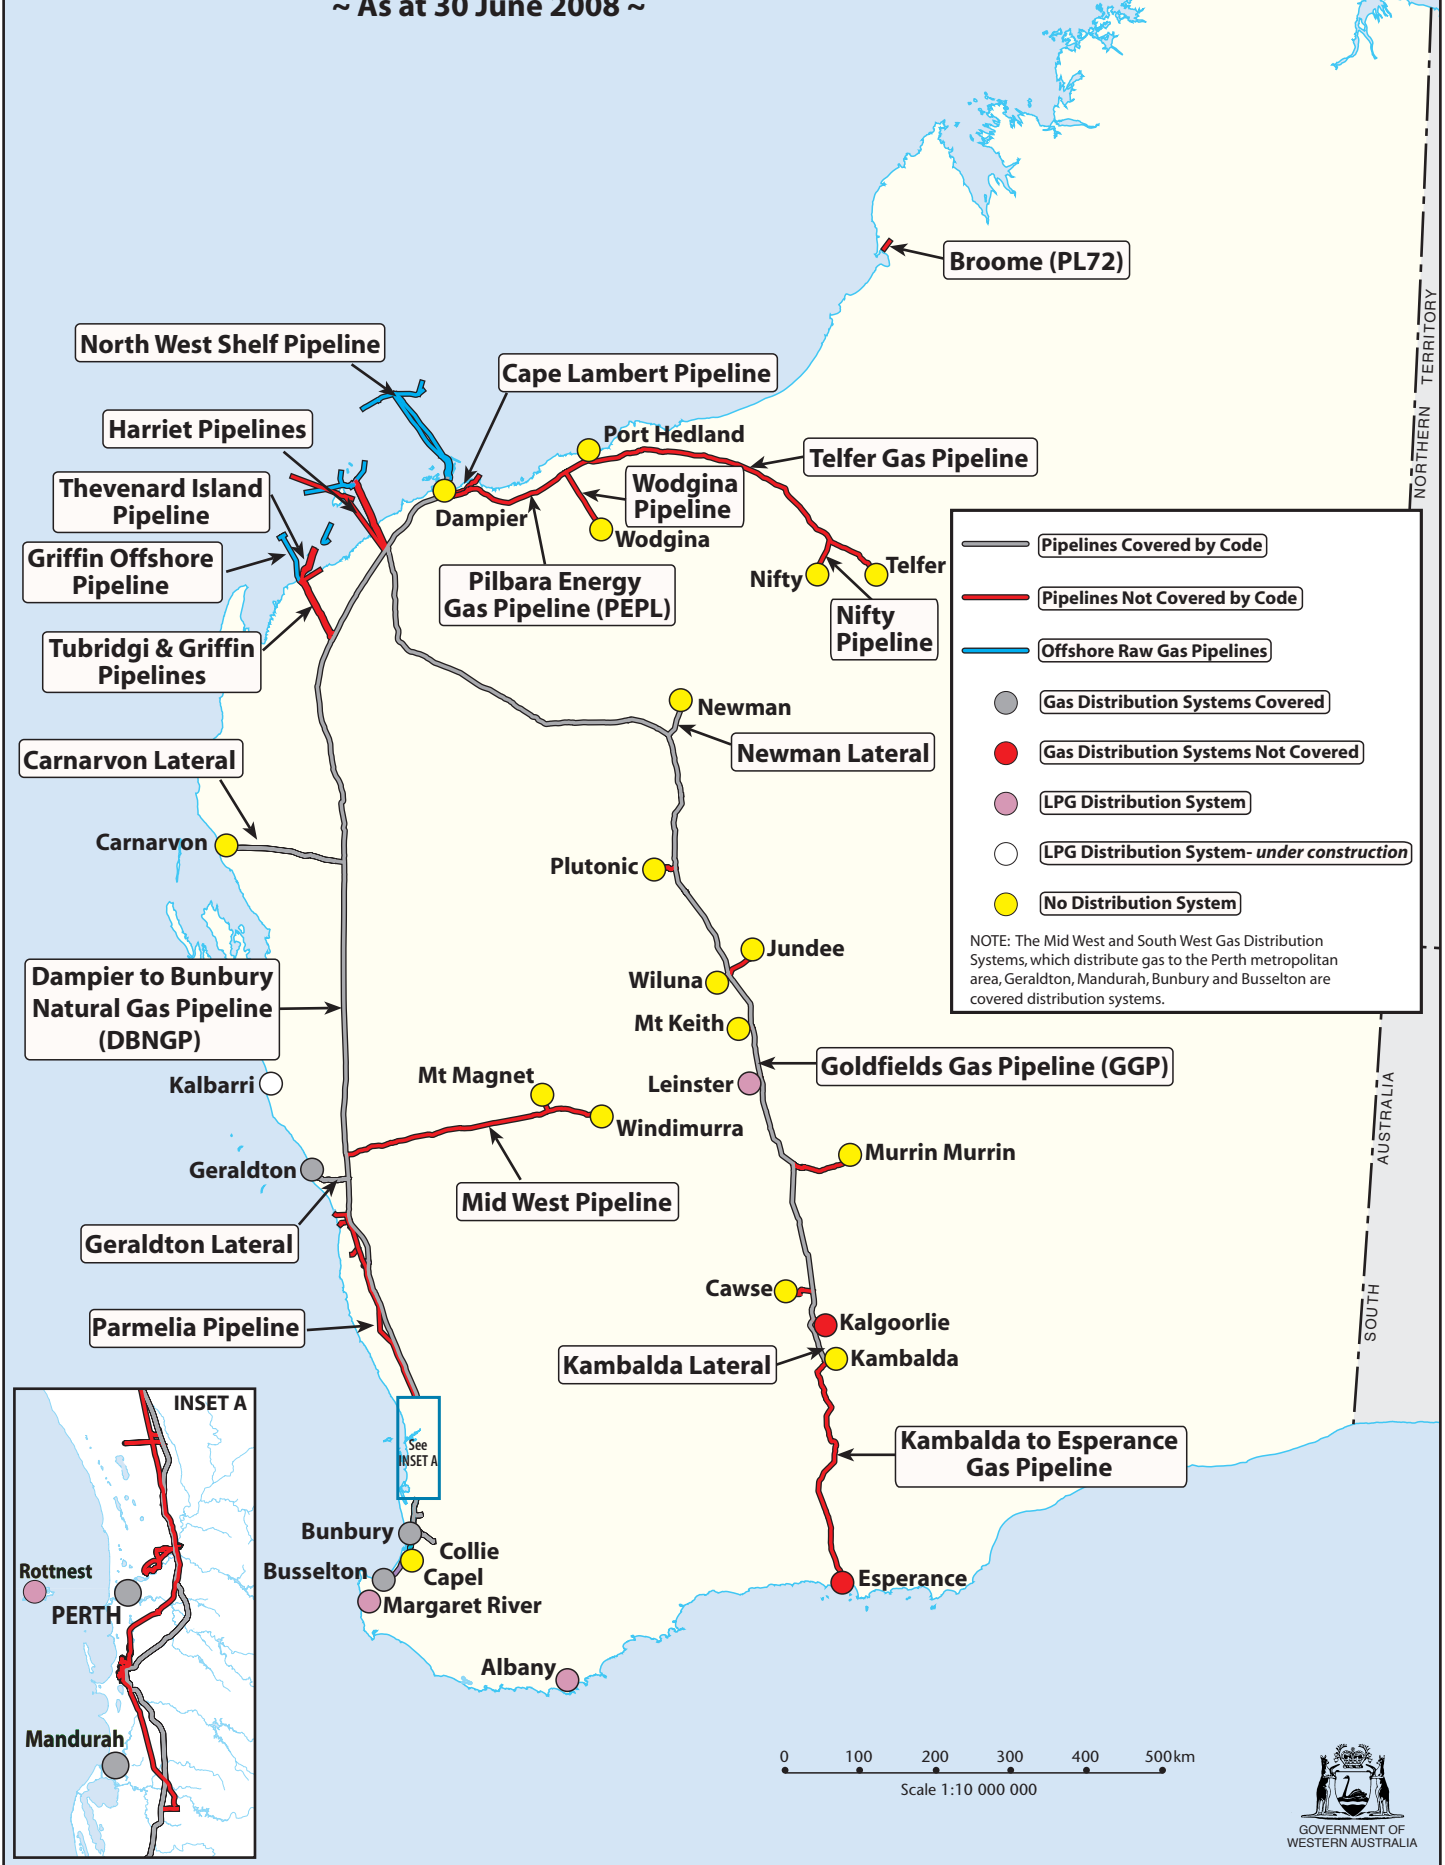 ~ As at 30 June 2008 ~
Broome (PL72)
NORTHERN TERRITORY
North West Shelf Pipeline
Cape Lambert Pipeline
Harriet Pipelines
Port Hedland
Telfer Gas Pipeline
Thevenard Island
Pipeline
Wodgina
Pipeline
Dampier
Wodgina
Griffin Offshore
Pipeline
Pilbara Energy
Gas Pipeline (PEPL)
Nifty
Telfer
Nifty
Pipeline
Tubridgi & Griffin
Pipelines
Newman
Newman Lateral
Carnarvon Lateral
Carnarvon
Plutonic
Jundee
Wiluna
Mt Keith
Dampier to Bunbury
Natural Gas Pipeline
(DBNGP)
Goldfields Gas Pipeline (GGP)
Kalbarri
Mt Magnet
Leinster
Windimurra
Geraldton
Murrin Murrin
Mid West Pipeline
Geraldton Lateral
Cawse
Parmelia Pipeline
Kalgoorlie
Kambalda Lateral
Kambalda
See
INSET A
Kambalda to Esperance
Gas Pipeline
Bunbury
Collie
Busselton
Capel
Margaret River
Esperance
Albany
Pipelines Covered by Code
Pipelines Not Covered by Code
Offshore Raw Gas Pipelines
Gas Distribution Systems Covered
Gas Distribution Systems Not Covered
LPG Distribution System
LPG Distribution System- under construction
No Distribution System
NOTE: The Mid West and South West Gas Distribution
Systems, which distribute gas to the Perth metropolitan
area, Geraldton, Mandurah, Bunbury and Busselton are
covered distribution systems.
SOUTH AUSTRALIA
INSET A
Rottnest
PERTH
Mandurah
0 100 200 300 400 500km
Scale 1:10 000 000
GOVERNMENT OF
WESTERN AUSTRALIA